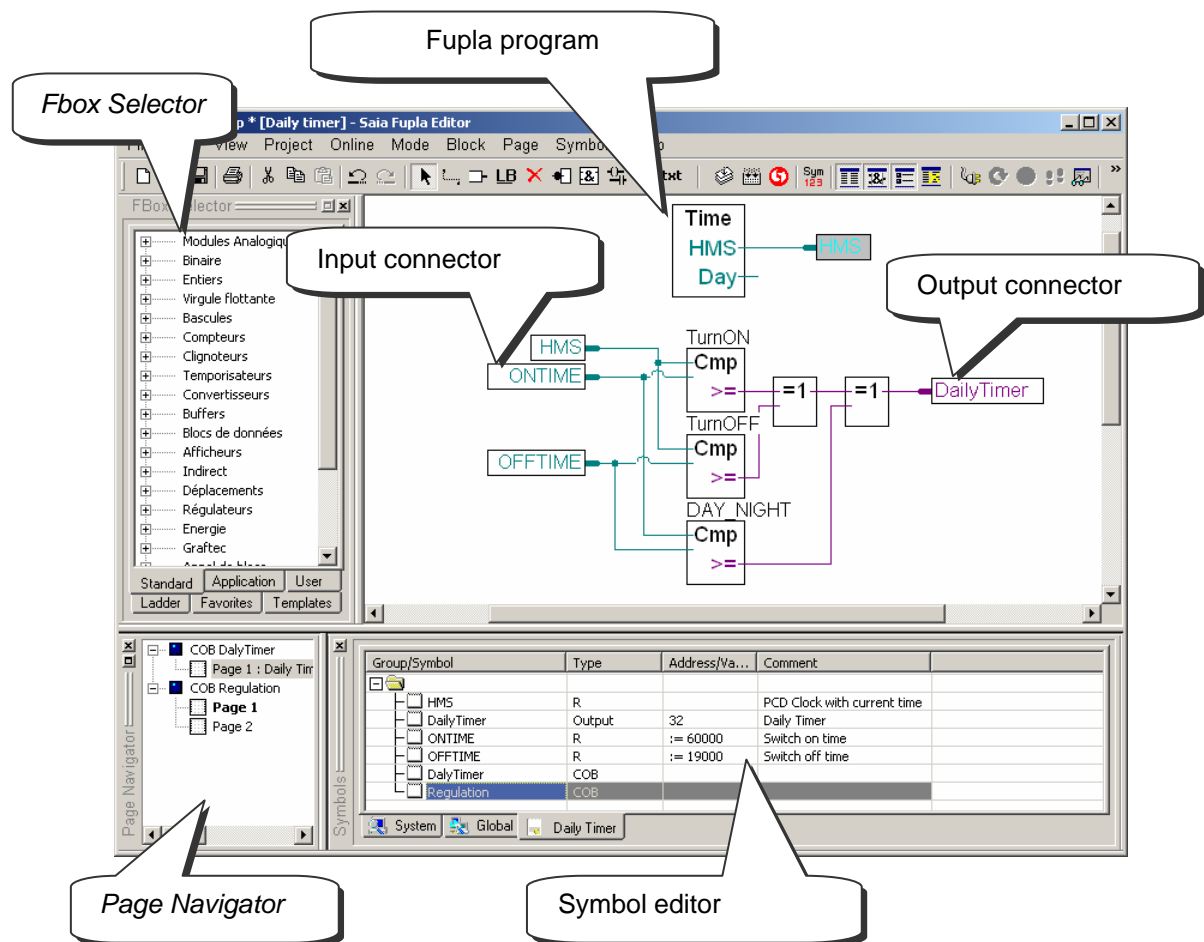 Fupla program
Fbox Selector
p * [Daily timer] - Saia Fupla Editor
View Project Online Mode Block Page
LB txt Sym 123 »
FBox Selector
Modules Analogiqu
Binaire
Entiers
Virgule flottante
Bascules
Compteurs
Clignoteurs
Temporisateurs
Convertisseurs
Buffers
Blocs de données
Afficheurs
Indirect
Déplacements
Régulateurs
Energie
Graftec
Standard Application User
Ladder Favorites Templates
Input connector
Output connector
Time
HMS HMS
Day
HMS
ONTIME
OFFTIME
TurnON
Cmp
>=
TurnOFF
Cmp
>=
DAY_NIGHT
Cmp
>=
=1 =1
DailyTimer
COB DalyTimer
Page 1 : Daily Tim
COB Regulation
Page 1
Page 2
Page Navigator
Symbols
Group/Symbol Type Address/Va... Comment
HMS R PCD Clock with current time
DailyTimer Output 32 Daily Timer
ONTIME R := 60000 Switch on time
OFFTIME R := 19000 Switch off time
DalyTimer COB
Regulation COB
System Global Daily Timer
Page Navigator
Symbol editor